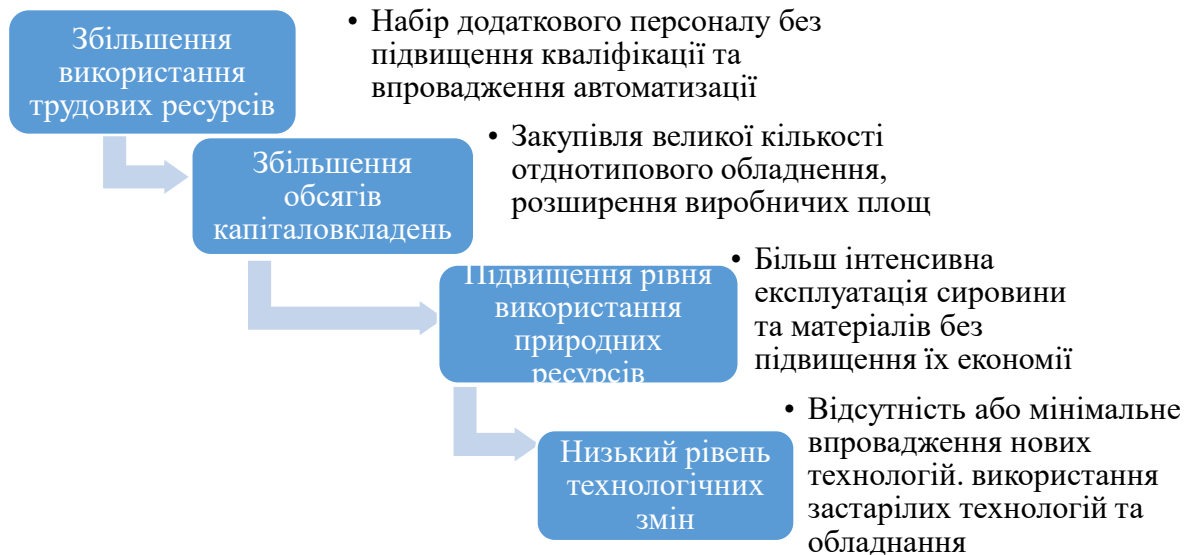 Збільшення
використання
трудових ресурсів
• Набір додаткового персоналу без
підвищення кваліфікації та
впровадження автоматизації
Збільшення
обсягів
капіталовкладень
• Закупівля великої кількості
отднотипового обладнення,
розширення виробничих площ
Підвищення рівня
використання
природних
ресурсів
• Більш інтенсивна
експлуатація сировини
та матеріалів без
підвищення їх економії
Низький рівень
технологічних
змін
• Відсутність або мінімальне
впровадження нових
технологій. використання
застарілих технологій та
обладнання